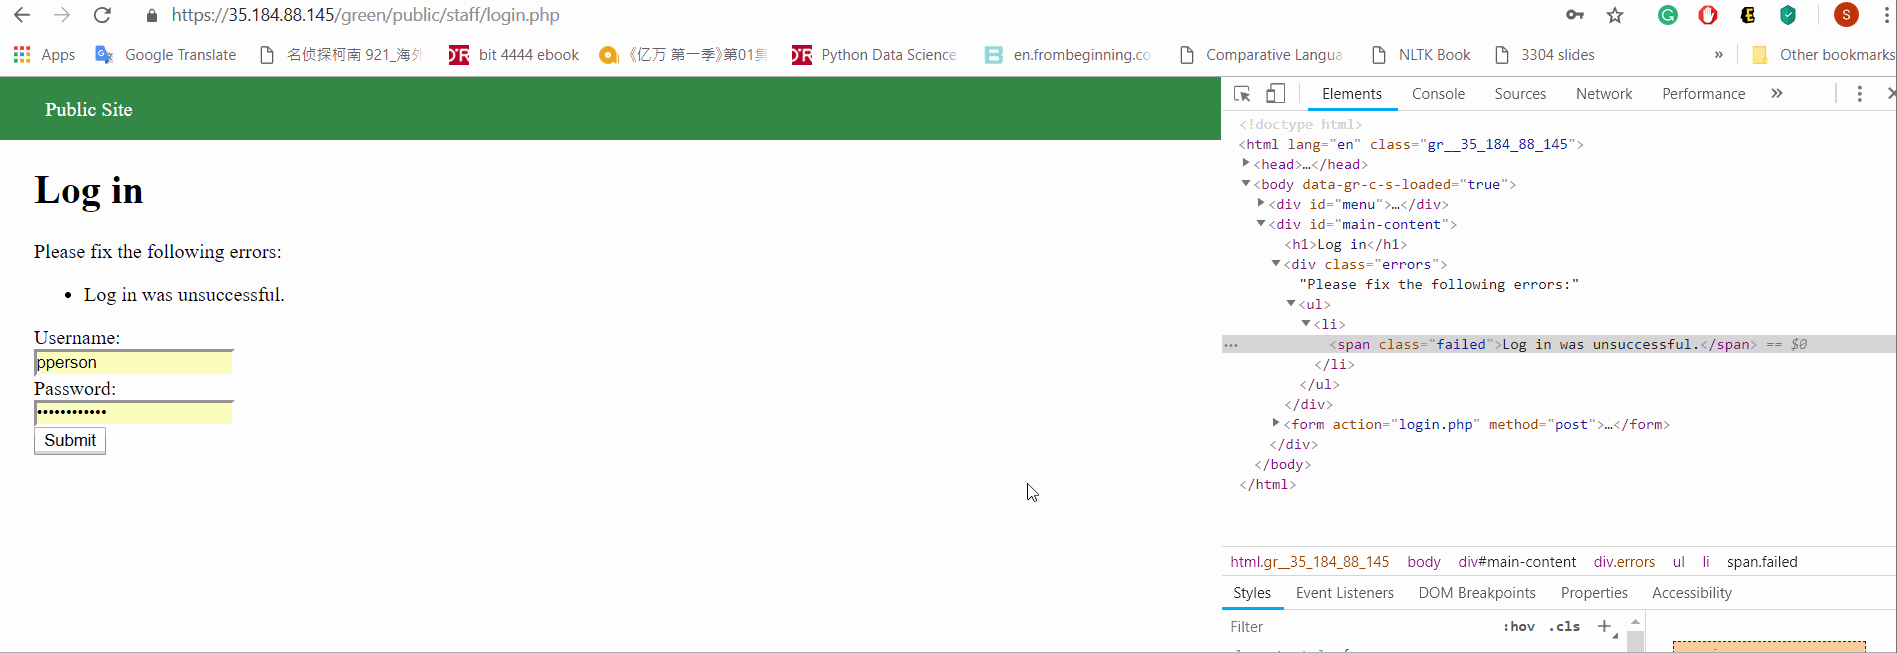 https://35.184.88.145/green/public/staff/login.php
S
Apps Google Translate 名侦探柯南 921_海外 bit 4444 ebook 《亿万 第一季》第01集 Python Data Science en.frombeginning.co Comparative Langua NLTK Book 3304 slides » Other bookmarks
Public Site
Log in
Please fix the following errors:
• Log in was unsuccessful.
Username:
pperson
Password:
••••••••••••
Submit
Elements Console Sources Network Performance »
<!doctype html>
<html lang="en" class="gr__35_184_88_145">
<head>…</head>
<body data-gr-c-s-loaded="true">
<div id="menu">…</div>
<div id="main-content">
<h1>Log in</h1>
<div class="errors">
"Please fix the following errors:"
<ul>
<li>
<span class="failed">Log in was unsuccessful.</span> == $0
</li>
</ul>
</div>
<form action="login.php" method="post">…</form>
</div>
</body>
</html>
html.gr__35_184_88_145 body div#main-content div.errors ul li span.failed
Styles Event Listeners DOM Breakpoints Properties Accessibility
Filter :hov .cls +